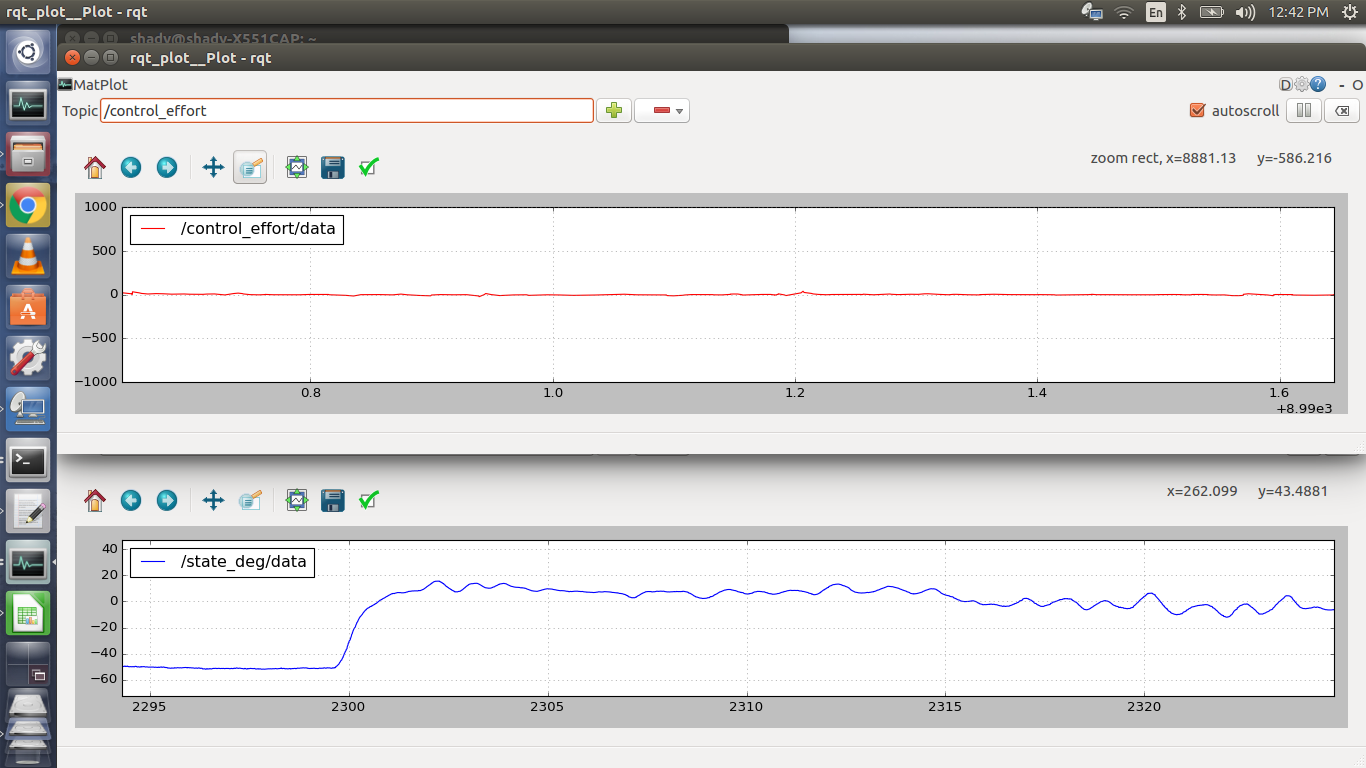 rqt_plot__Plot - rqt
En
12:42 PM
shady@shady-X551CAP: ~
rqt_plot__Plot - rqt
MatPlot
D
?
- O
Topic
/control_effort
autoscroll
zoom rect, x=8881.13 y=-586.216
/control_effort/data
1000
500
0
−500
−1000
0.8
1.0
1.2
1.4
1.6
+8.99e3
x=262.099 y=43.4881
/state_deg/data
40
20
0
−20
−40
−60
2295
2300
2305
2310
2315
2320